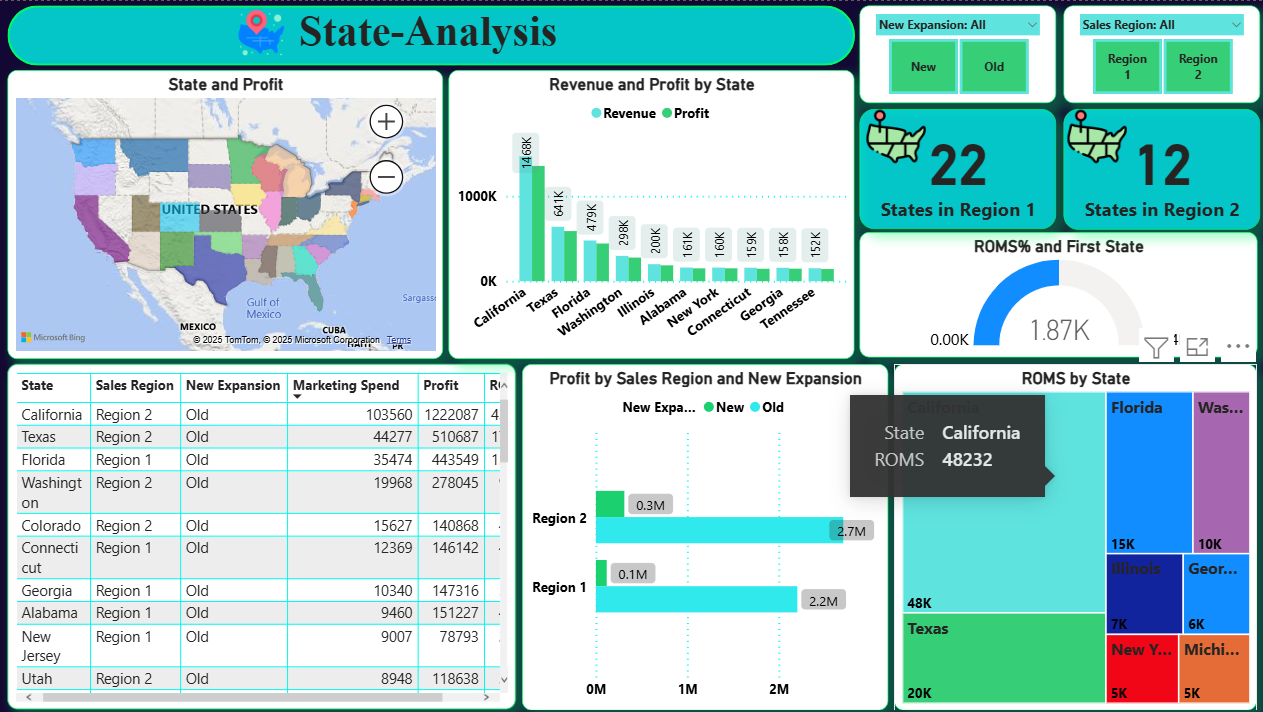 State-Analysis
New Expansion: All
New
Old
Sales Region: All
Region 1
Region 2
State and Profit
UNITED STATES
Gulf of Mexico
Sargass
MEXICO
CUBA
HAITI
PR
Microsoft Bing
© 2025 TomTom, © 2025 Microsoft Corporation Terms
Revenue and Profit by State
Revenue Profit
1000K
0K
1468K
641K
479K
298K
200K
161K
160K
159K
158K
152K
California
Texas
Florida
Washington
Illinois
Alabama
New York
Connecticut
Georgia
Tennessee
22
States in Region 1
12
States in Region 2
ROMS% and First State
0.00K
1.87K
State Sales Region New Expansion Marketing Spend Profit
California Region 2 Old 103560 1222087 4
Texas Region 2 Old 44277 510687 1
Florida Region 1 Old 35474 443549 1
Washingt
on Region 2 Old 19968 278045
Colorado Region 2 Old 15627 140868
Connecti
cut Region 1 Old 12369 146142
Georgia Region 1 Old 10340 147316
Alabama Region 1 Old 9460 151227
New
Jersey Region 1 Old 9007 78793
Utah Region 2 Old 8948 118638
Profit by Sales Region and New Expansion
New Expa... New Old
Region 2
0.3M
2.7M
Region 1
0.1M
2.2M
0M 1M 2M
ROMS by State
California
State California
ROMS 48232
48K
Texas
20K
Florida
15K
Was...
10K
Illinois
7K
Geor...
6K
New Y...
5K
Michi...
5K